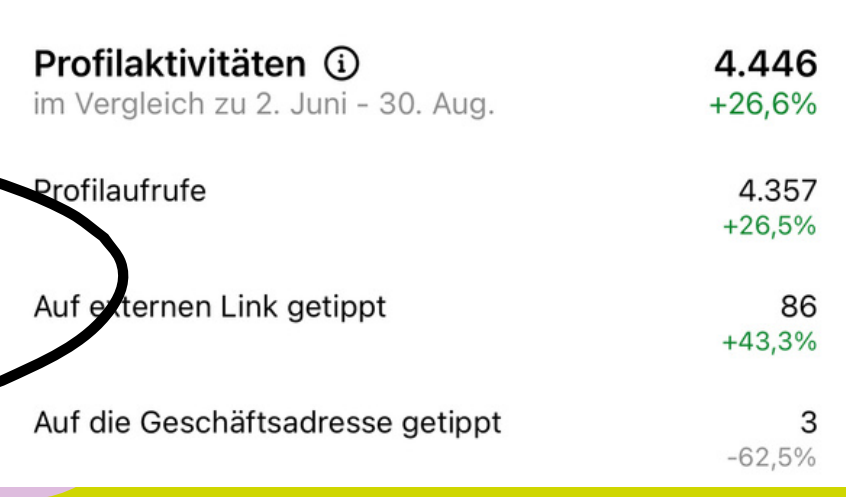 Profilaktivitäten 4.446
im Vergleich zu 2. Juni - 30. Aug. +26,6%
Profilaufrufe 4.357
+26,5%
Auf externen Link getippt 86
+43,3%
Auf die Geschäftsadresse getippt 3
-62,5%